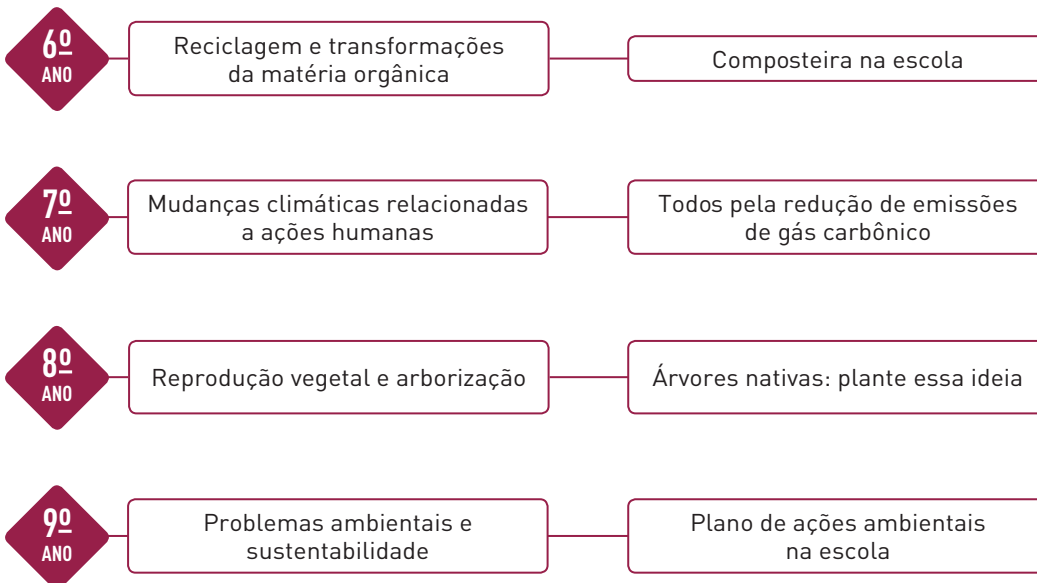 6º
ANO
Reciclagem e transformações
da matéria orgânica
Composteira na escola
7º
ANO
Mudanças climáticas relacionadas
a ações humanas
Todos pela redução de emissões
de gás carbônico
8º
ANO
Reprodução vegetal e arborização
Árvores nativas: plante essa ideia
9º
ANO
Problemas ambientais e
sustentabilidade
Plano de ações ambientais
na escola